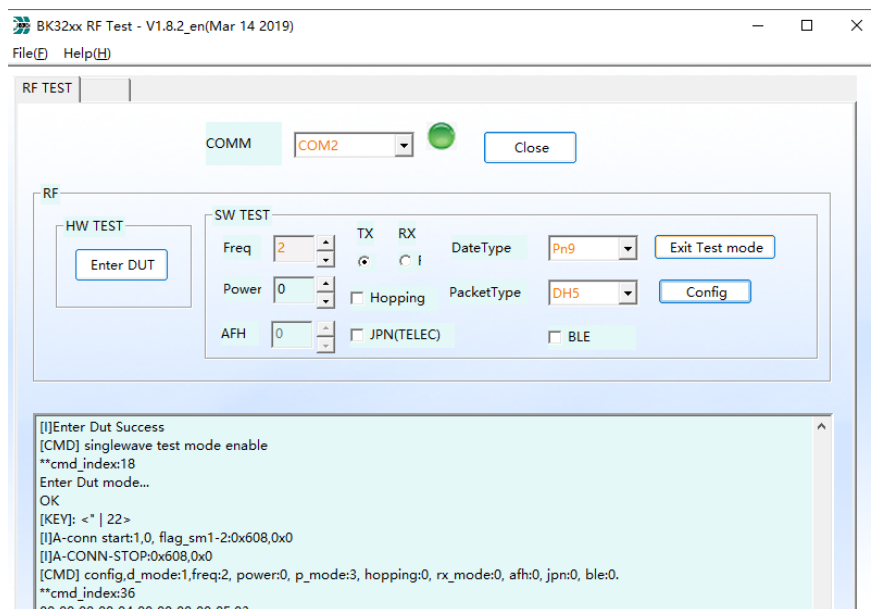 BK32xx RF Test - V1.8.2_en(Mar 14 2019)
File(F) Help(H)
RF TEST
COMM COM2 Close
RF
HW TEST
Enter DUT
SW TEST
Freq 2 TX RX DateType Pn9 Exit Test mode
Power 0 Hopping PacketType DH5 Config
AFH 0 JPN(TELEC) BLE
[I]Enter Dut Success
[CMD] singlewave test mode enable
**cmd_index:18
Enter Dut mode...
OK
[KEY]: <" | 22>
[I]A-conn start:1,0, flag_sm1-2:0x608,0x0
[I]A-CONN-STOP:0x608,0x0
[CMD] config,d_mode:1,freq:2, power:0, p_mode:3, hopping:0, rx_mode:0, afh:0, jpn:0, ble:0.
**cmd_index:36